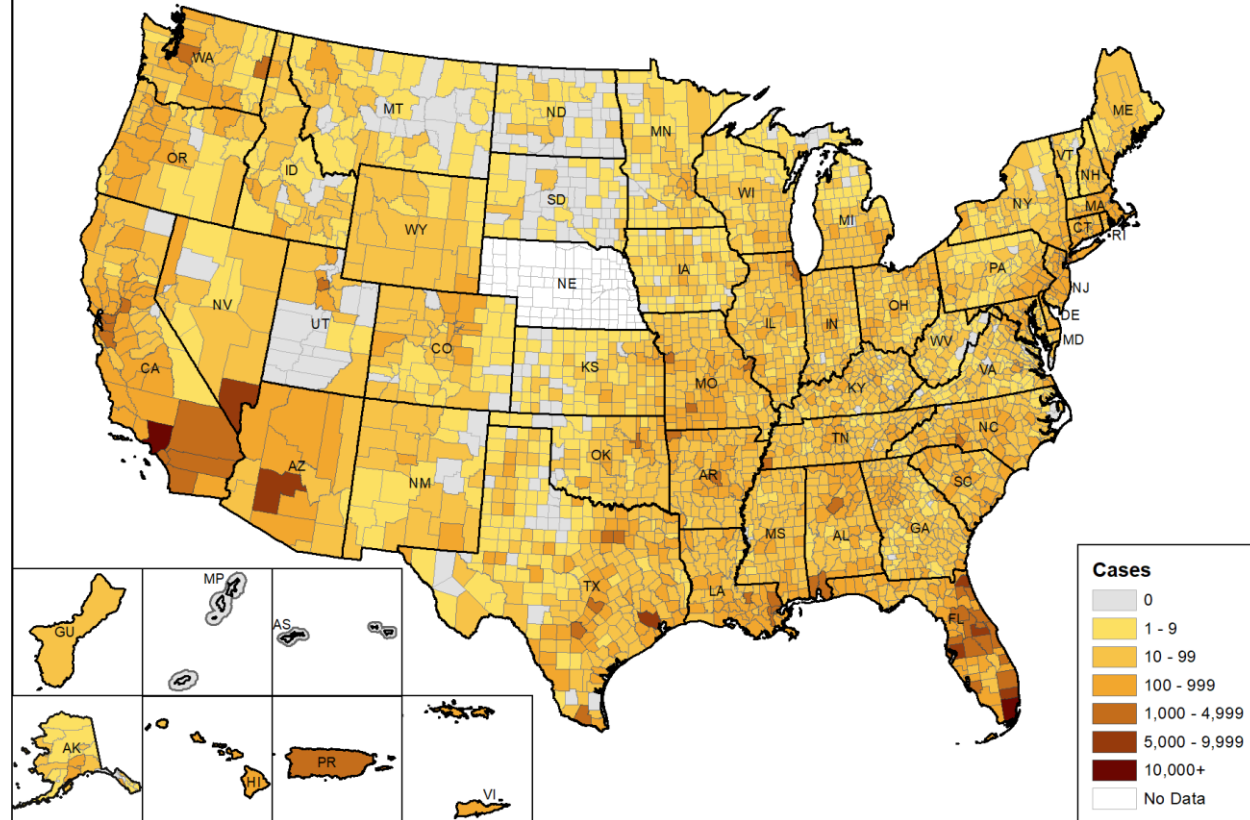 WA
MT
ND
MN
ME
VT
NH
OR
ID
SD
WI
MI
NY
MA
CT
RI
WY
IA
PA
NE
NJ
NV
UT
IL
IN
OH
DE
MD
CO
WV
CA
KS
MO
KY
VA
AZ
NM
OK
AR
TN
NC
SC
MS
AL
GA
TX
LA
FL
MP
AS
GU
AK
HI
PR
VI
Cases
0
1 - 9
10 - 99
100 - 999
1,000 - 4,999
5,000 - 9,999
10,000+
No Data